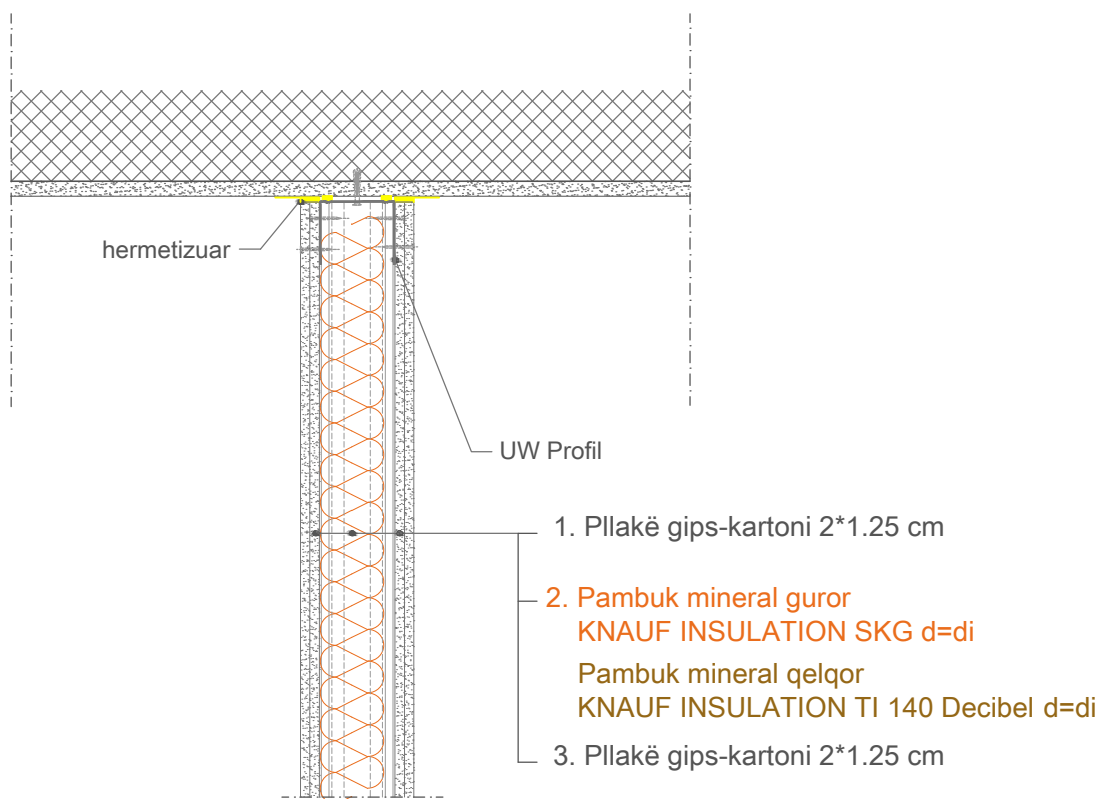 hermetizuar
UW Profil
1. Pllakë gips-kartoni 2*1.25 cm
2. Pambuk mineral guror
KNAUF INSULATION SKG d=di
Pambuk mineral qelqor
KNAUF INSULATION TI 140 Decibel d=di
3. Pllakë gips-kartoni 2*1.25 cm